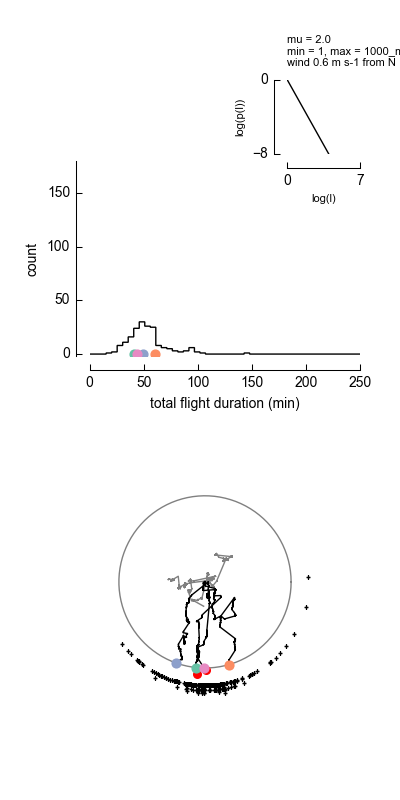 mu = 2.0
min = 1, max = 1000_m
wind 0.6 m s-1 from N
0
log(p(l))
−8
0
7
log(l)
150
count
100
50
0
0
50
100
150
200
250
total flight duration (min)